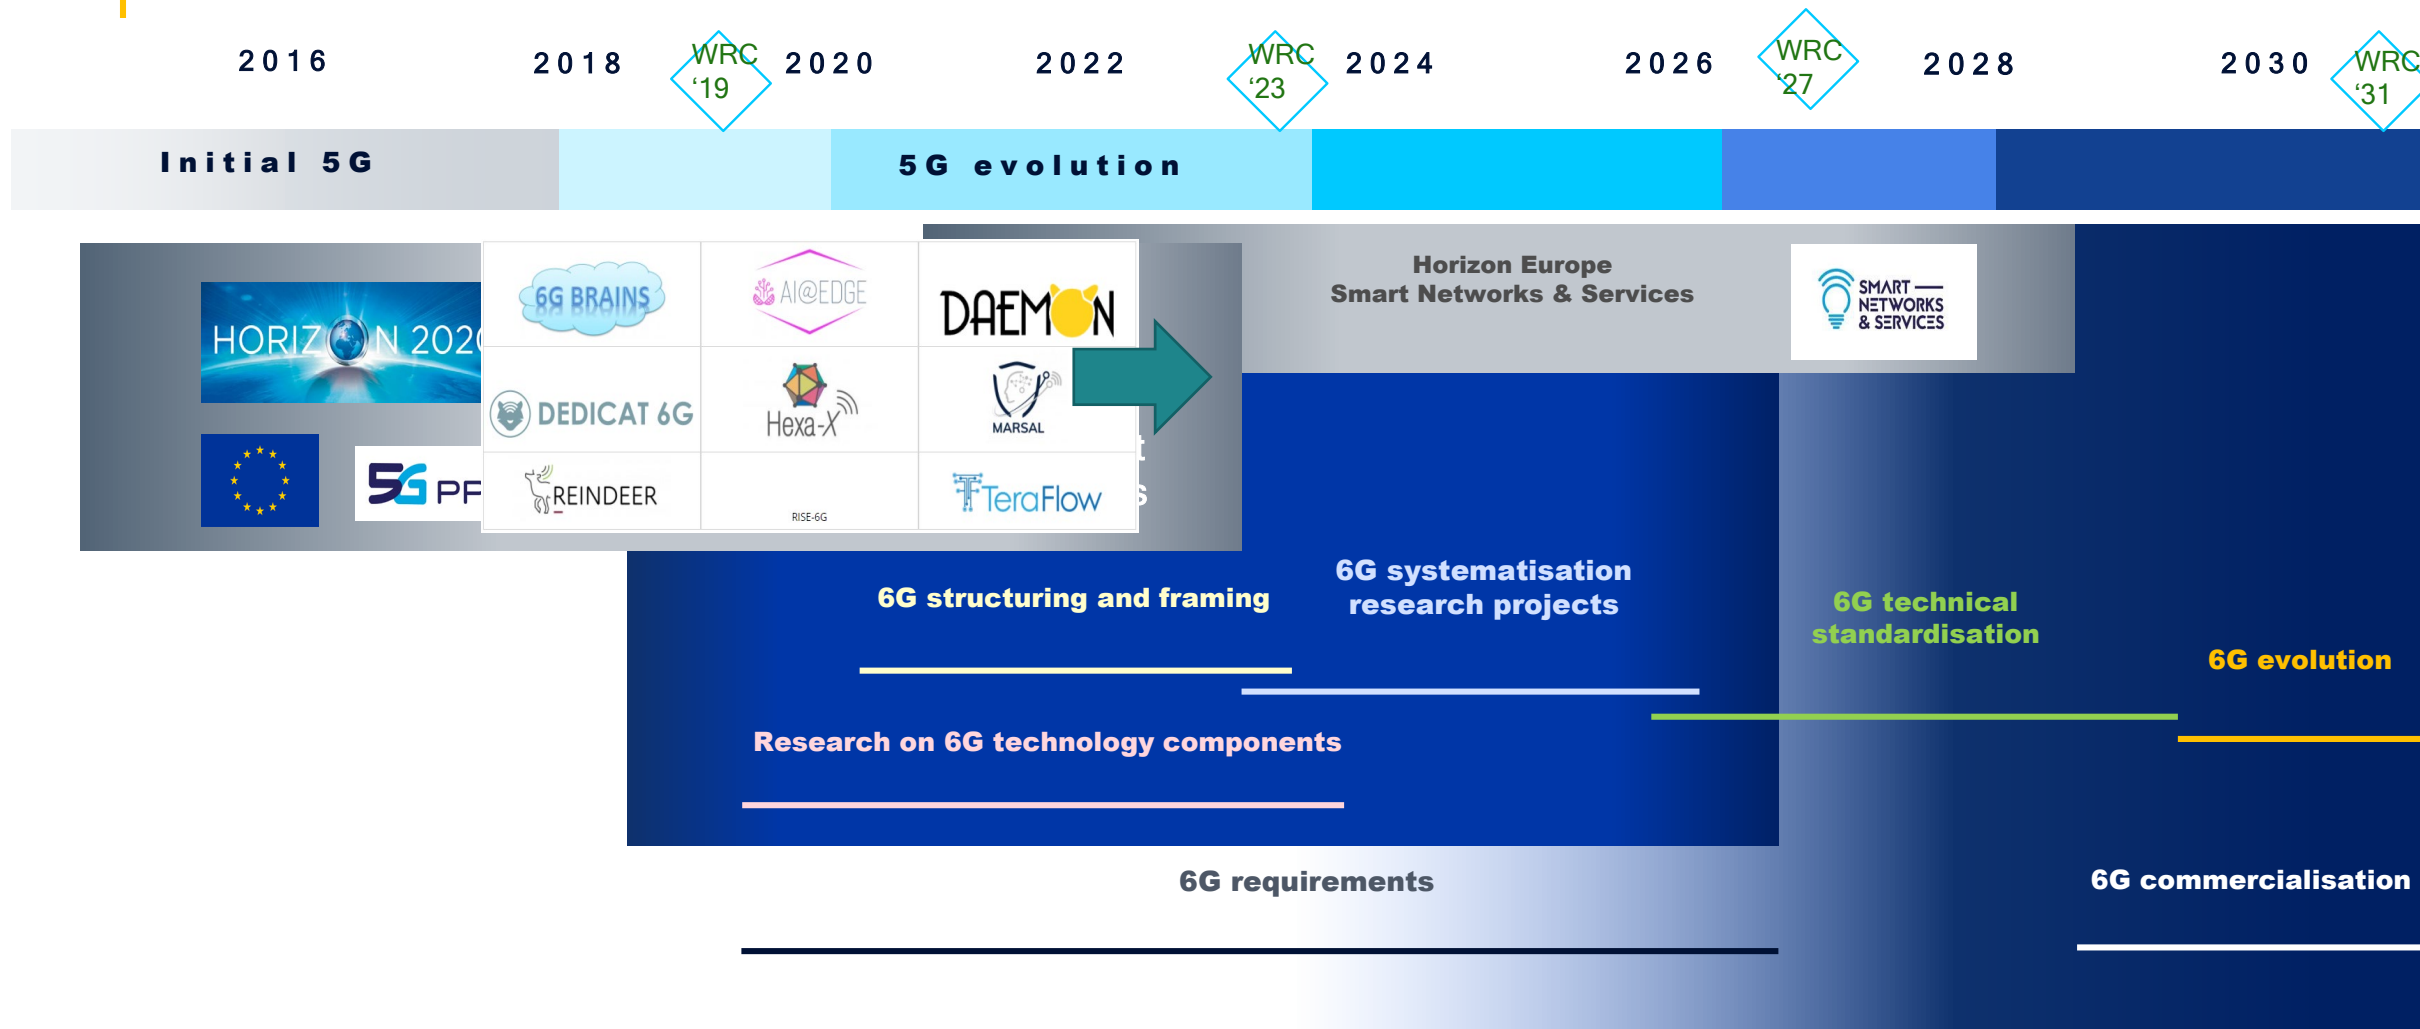 2016
2018
WRC
‘19
2020
2022
WRC
‘23
2024
2026
WRC
‘27
2028
2030
WRC
‘31
Initial 5G
5G evolution
HORIZON 202
6G BRAINS
AI@EDGE
DAEMON
DEDICAT 6G
Hexa-X
MARSAL
REINDEER
RISE-6G
TeraFlow
5G PP
t
s
Horizon Europe
Smart Networks & Services
SMART
NETWORKS
& SERVICES
6G structuring and framing
6G systematisation
research projects
6G technical
standardisation
6G evolution
Research on 6G technology components
6G requirements
6G commercialisation